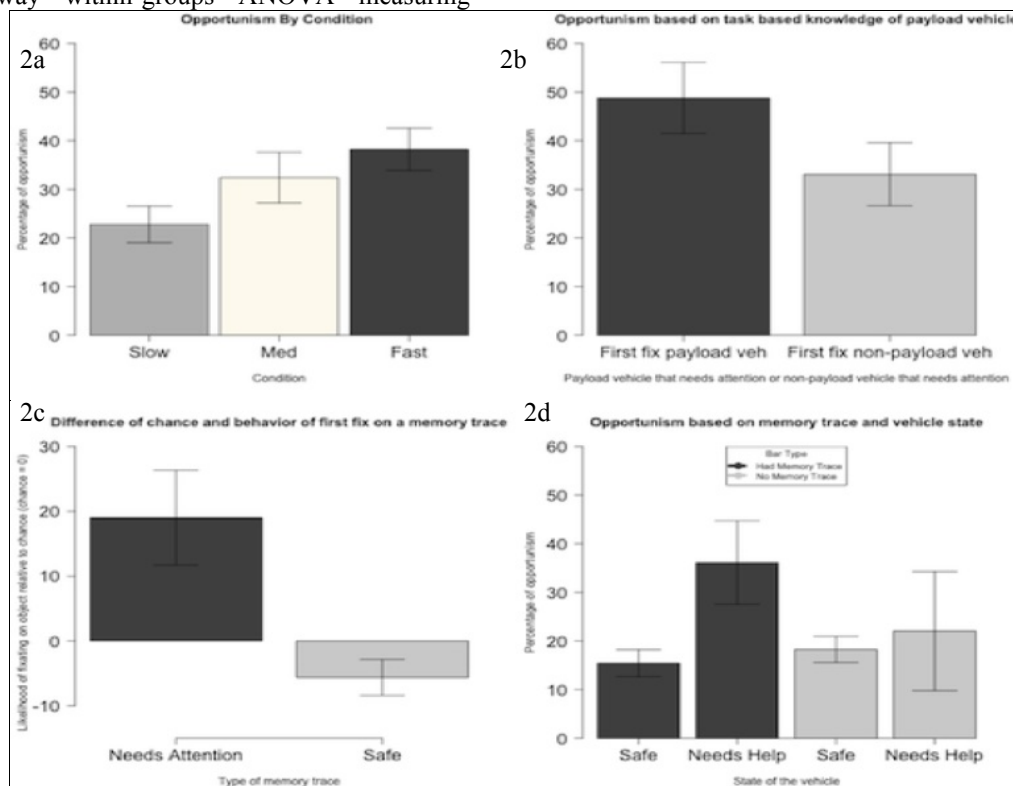 way within-groups ANOVA measuring
2a
Opportunism By Condition
Percentage of opportunism
60
50
40
30
20
10
0
Slow Med Fast
Condition
2b
Opportunism based on task based knowledge of payload vehicle
Percentage of opportunism
60
50
40
30
20
10
0
First fix payload veh First fix non-payload veh
Payload vehicle that needs attention or non-payload vehicle that needs attention
2c
Difference of chance and behavior of first fix on a memory trace
Likelihood of fixating on object relative to chance (chance = 0)
30
20
10
0
-10
Needs Attention Safe
Type of memory trace
2d
Opportunism based on memory trace and vehicle state
Bar Type
Had Memory Trace
No Memory Trace
Percentage of opportunism
60
50
40
30
20
10
0
Safe Needs Help Safe Needs Help
State of the vehicle